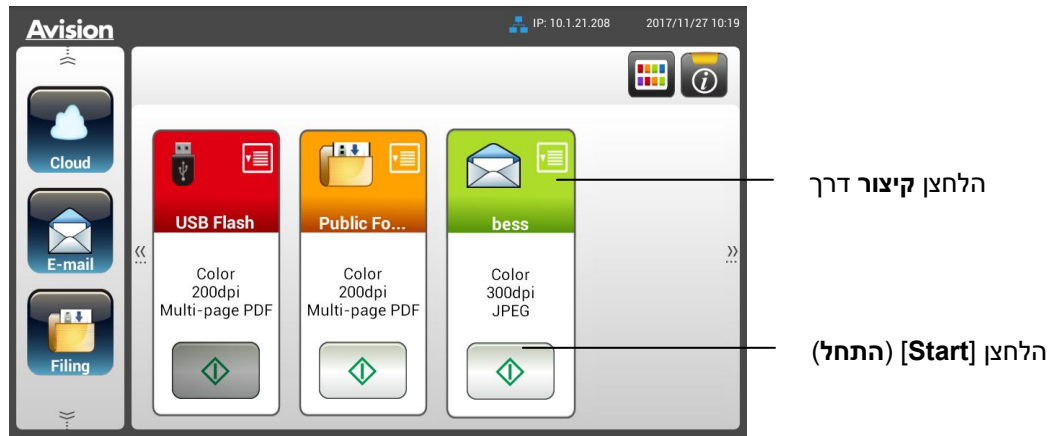 Avision
IP: 10.1.21.208
2017/11/27 10:19
Cloud
E-mail
Filing
USB Flash
Color
200dpi
Multi-page PDF
Public Fo...
Color
200dpi
Multi-page PDF
bess
Color
300dpi
JPEG
הלחצן קיצור דרך
הלחצן [Start] (התחל)